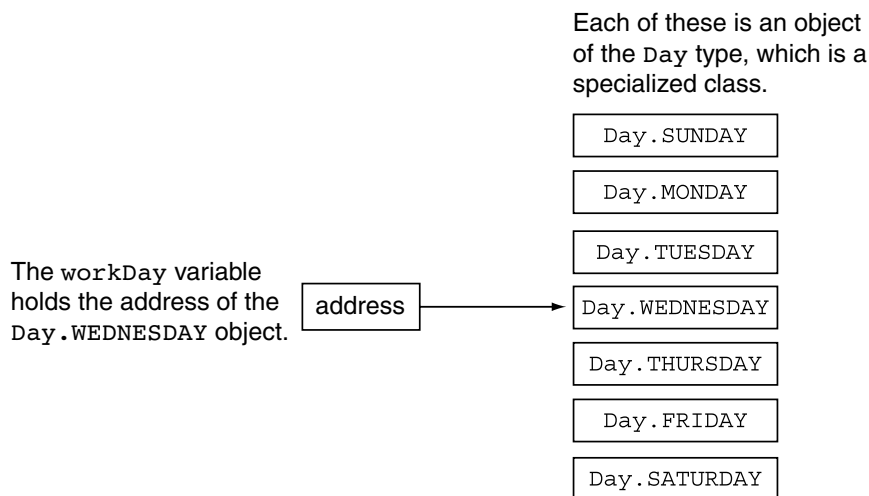 Each of these is an object
of the Day type, which is a
specialized class.
Day.SUNDAY
Day.MONDAY
Day.TUESDAY
The workDay variable
holds the address of the
Day.WEDNESDAY object.
address
Day.WEDNESDAY
Day.THURSDAY
Day.FRIDAY
Day.SATURDAY